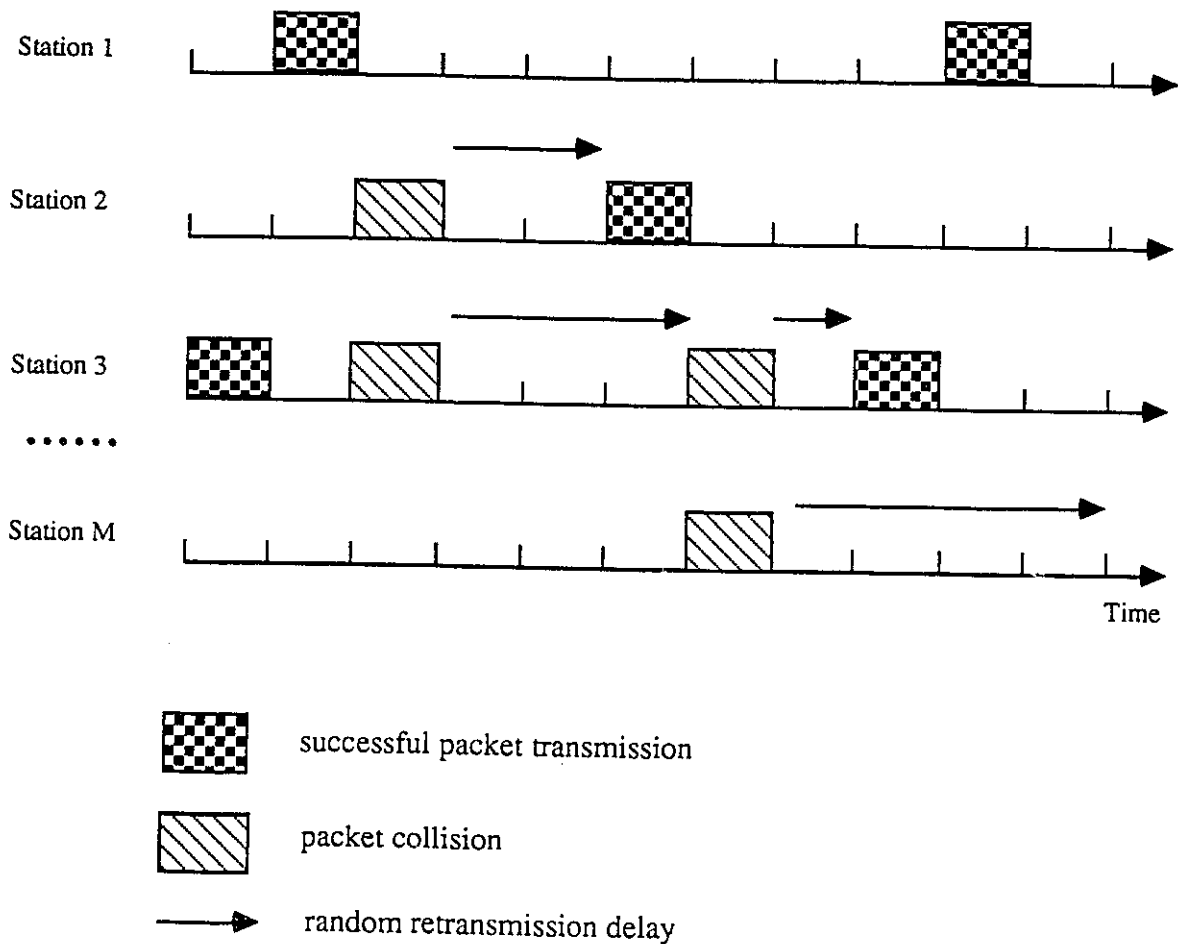 Station 1
Station 2
Station 3
......
Station M
Time
successful packet transmission
packet collision
random retransmission delay